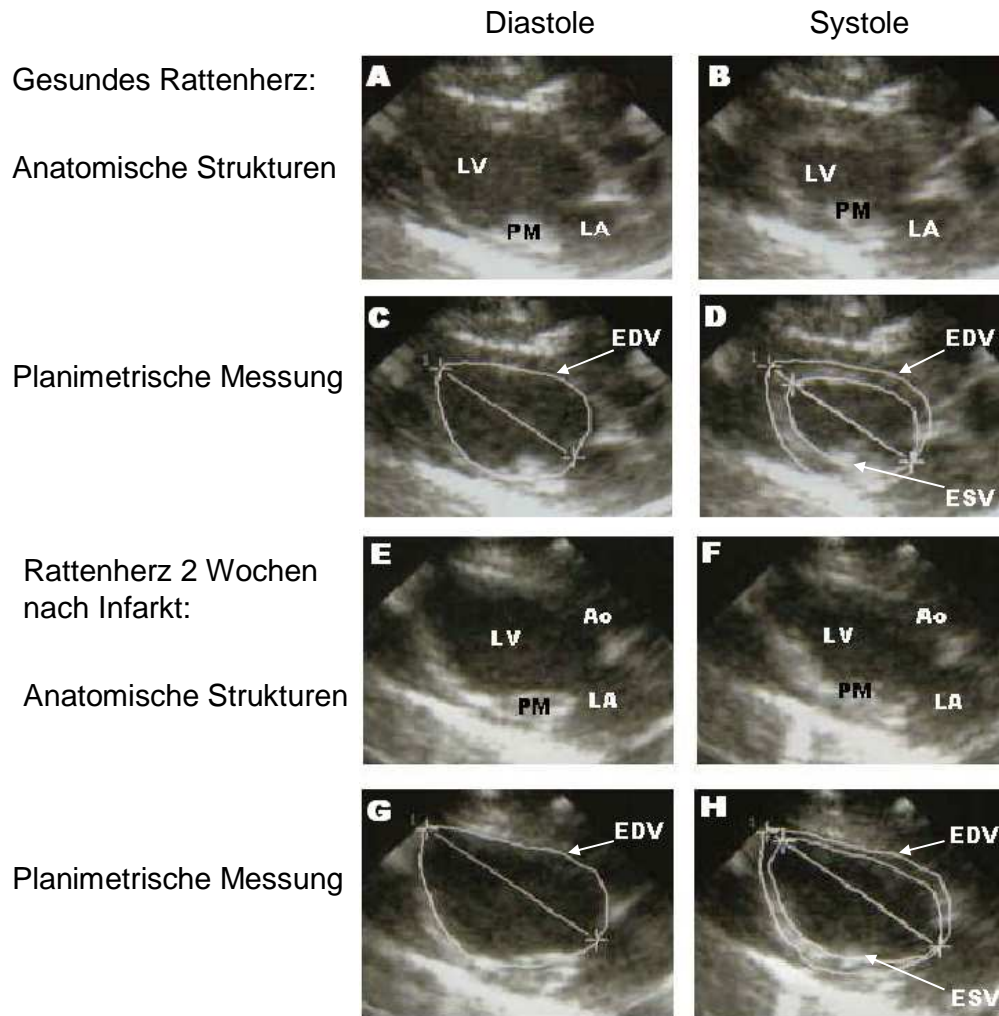 Diastole Systole
Gesundes Rattenherz:
A B
Anatomische Strukturen
LV LV
PM LA PM LA
C EDV D EDV
Planimetrische Messung
ESV
E F
Rattenherz 2 Wochen
nach Infarkt:
Ao Ao
LV LV
Anatomische Strukturen
PM LA PM LA
G EDV H EDV
Planimetrische Messung
ESV